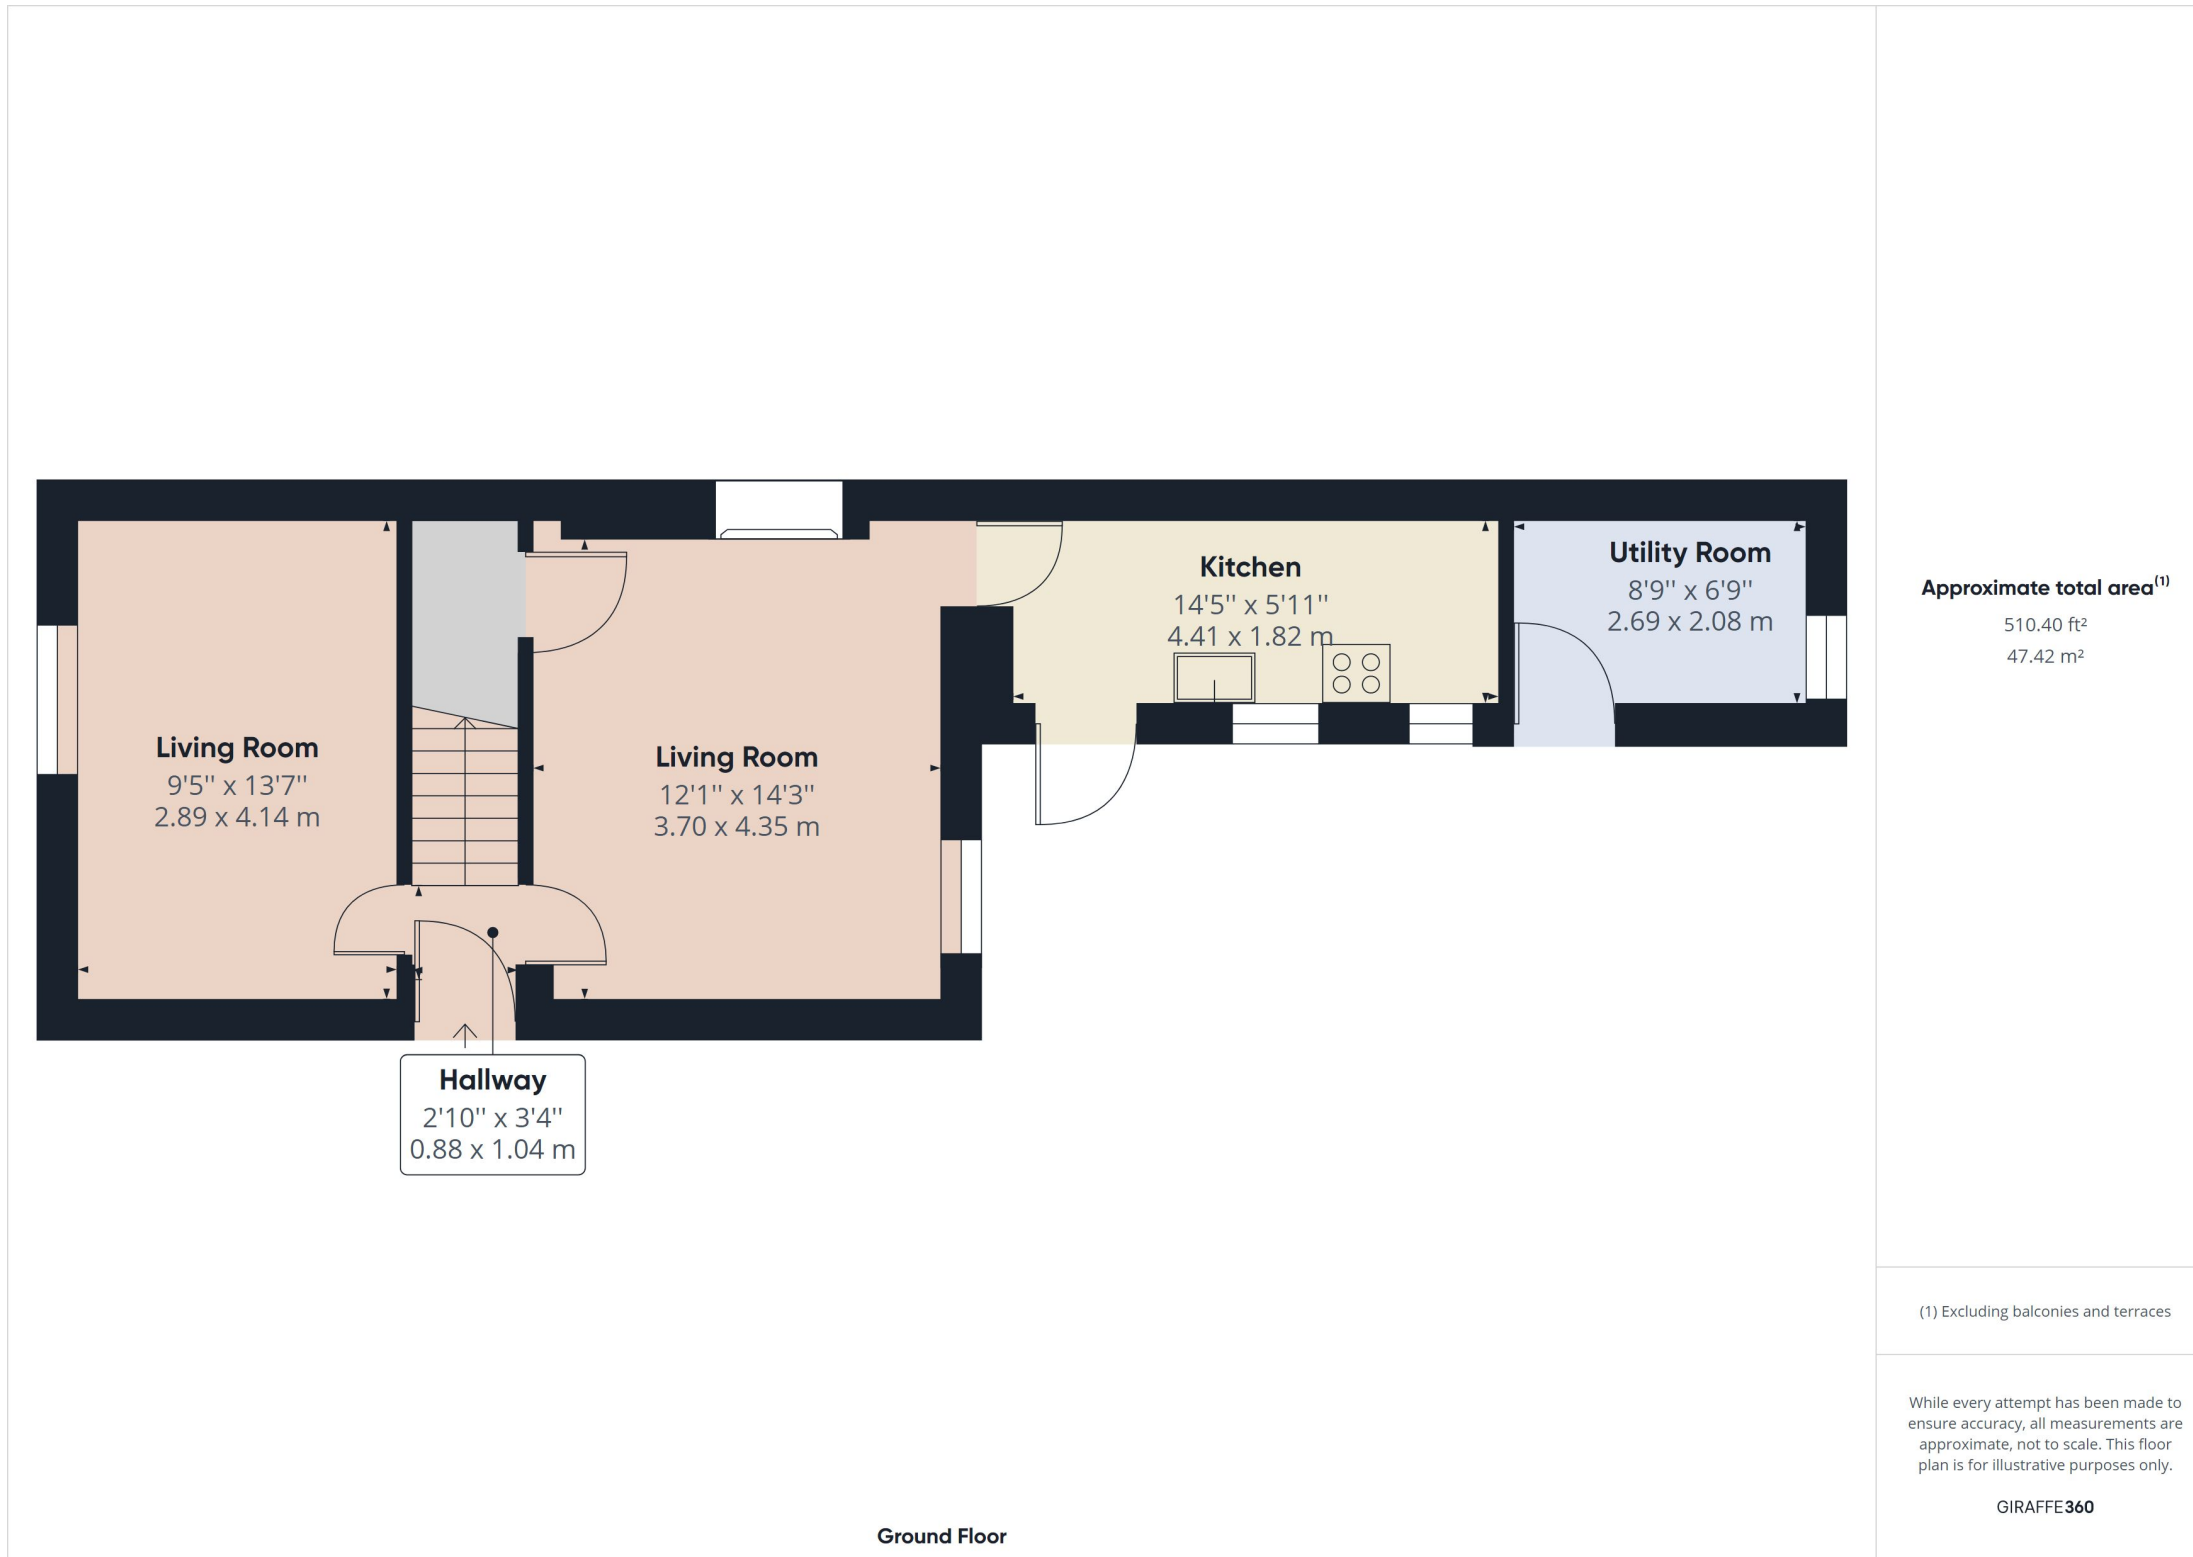 Living Room
9'5'' x 13'7''
2.89 x 4.14 m
Living Room
12'1'' x 14'3''
3.70 x 4.35 m
Kitchen
14'5'' x 5'11''
4.41 x 1.82 m
Utility Room
8'9'' x 6'9''
2.69 x 2.08 m
Hallway
2'10'' x 3'4''
0.88 x 1.04 m
Ground Floor
Approximate total area(1)
510.40 ft²
47.42 m²
(1) Excluding balconies and terraces
While every attempt has been made to
ensure accuracy, all measurements are
approximate, not to scale. This floor
plan is for illustrative purposes only.
GIRAFFE360